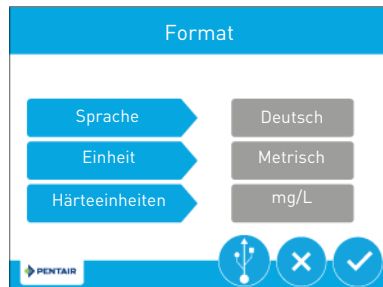 Format
Sprache Deutsch
Einheit Metrisch
Härteeinheiten mg/L
PENTAIR